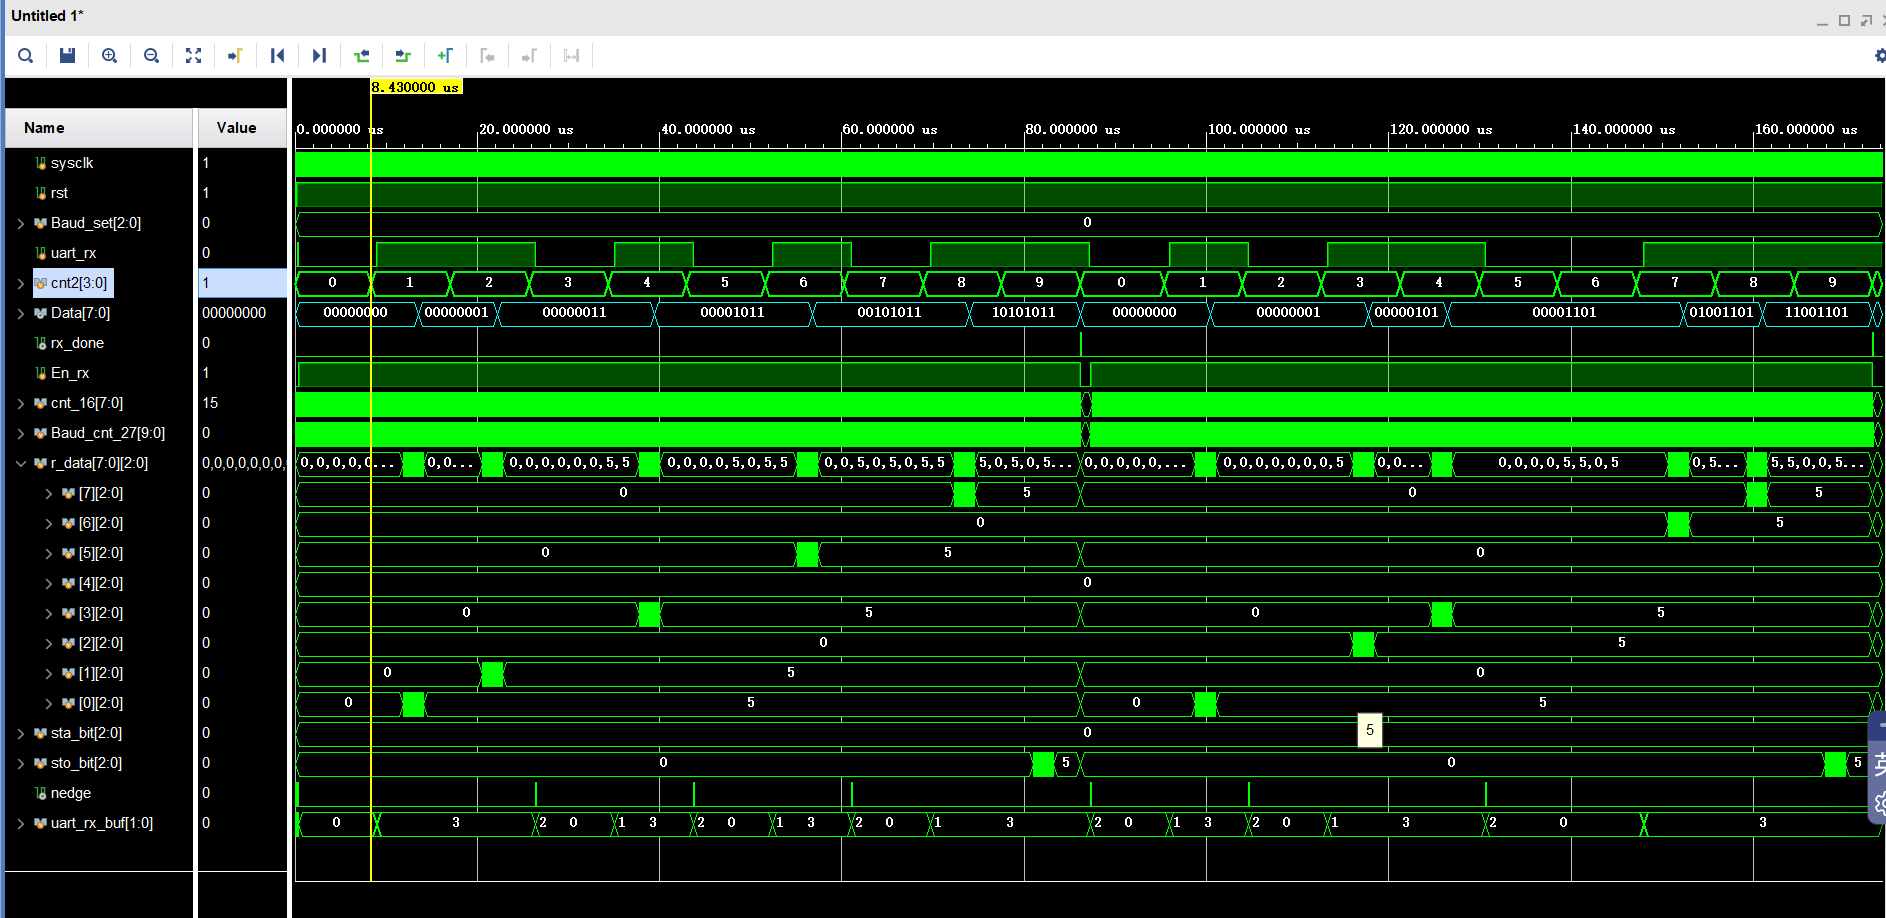 Untitled 1*
8.430000 us
Name Value
0.000000 us 20.000000 us 40.000000 us 60.000000 us 80.000000 us 100.000000 us 120.000000 us 140.000000 us 160.000000 us
sysclk 1
rst 1
Baud_set[2:0] 0 0
uart_rx 0
cnt2[3:0] 1 0 1 2 3 4 5 6 7 8 9 0 1 2 3 4 5 6 7 8 9
Data[7:0] 00000000 00000000 00000001 00000011 00001011 00101011 10101011 00000000 00000001 00000101 00001101 01001101 11001101
rx_done 0
En_rx 1
cnt_16[7:0] 15
Baud_cnt_27[9:0] 0
r_data[7:0][2:0] 0,0,0,0,0,0,0, 0,0,0,0,0... 0,0... 0,0,0,0,0,0,5,5 0,0,0,0,5,0,5,5 0,0,5,0,5,0,5,5 5,0,5,0,5... 0,0,0,0,0,... 0,0,0,0,0,0,0,5 0,0... 0,0,0,0,5,5,0,5 0,5... 5,5,0,0,5...
[7][2:0] 0 0 5 0 5
[6][2:0] 0 0 5
[5][2:0] 0 0 5 0
[4][2:0] 0 0
[3][2:0] 0 0 5 0 5
[2][2:0] 0 0 5
[1][2:0] 0 0 5 0
[0][2:0] 0 0 5 0 5
sta_bit[2:0] 0 0
5
sto_bit[2:0] 0 0 5 0 5
nedge 0
uart_rx_buf[1:0] 0 0 3 2 0 1 3 2 0 1 3 2 0 1 3 2 0 1 3 2 0 1 3 2 0 3